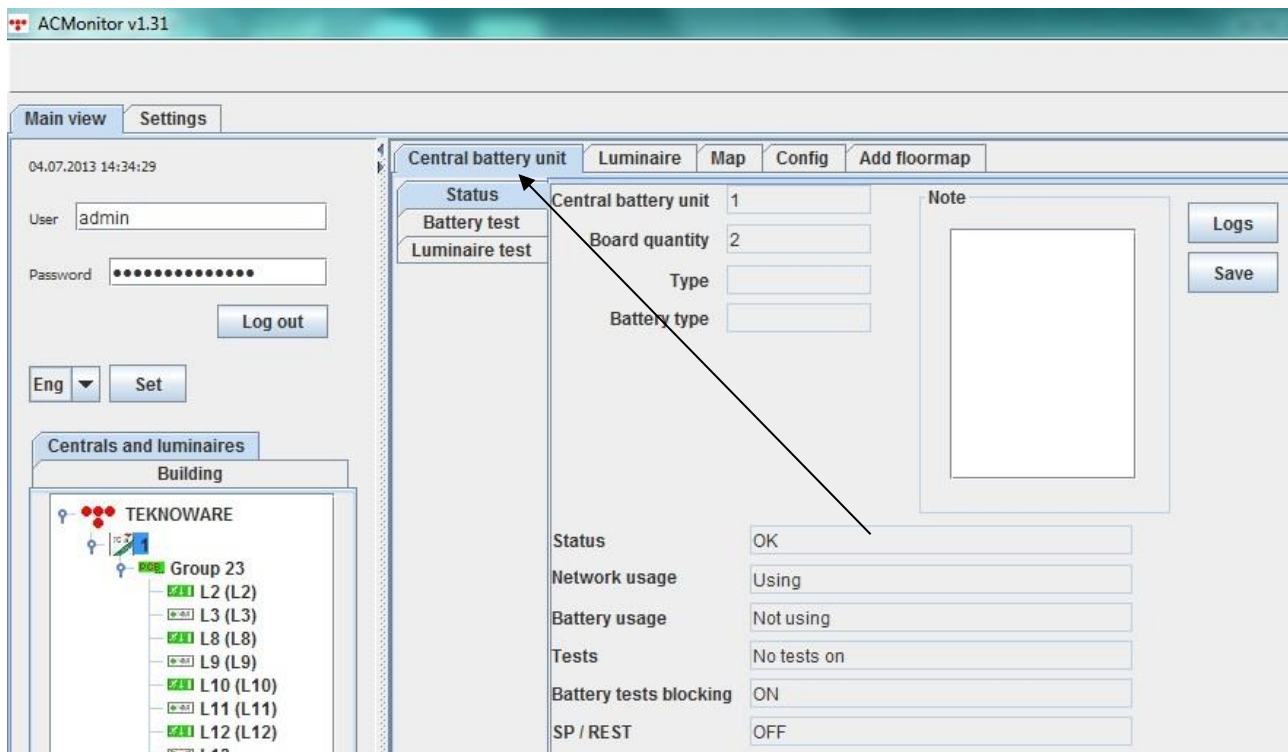 ACMonitor v1.31
Main view Settings
04.07.2013 14:34:29
User admin
Password ●●●●●●●●●●●●●●
Log out
Eng Set
Centrals and luminaires
Building
TEKNOWARE
1
Group 23
L2 (L2)
L3 (L3)
L8 (L8)
L9 (L9)
L10 (L10)
L11 (L11)
L12 (L12)
Central battery unit Luminaire Map Config Add floormap
Status
Battery test
Luminaire test
Central battery unit 1
Board quantity 2
Type
Battery type
Note
Logs
Save
Status OK
Network usage Using
Battery usage Not using
Tests No tests on
Battery tests blocking ON
SP / REST OFF